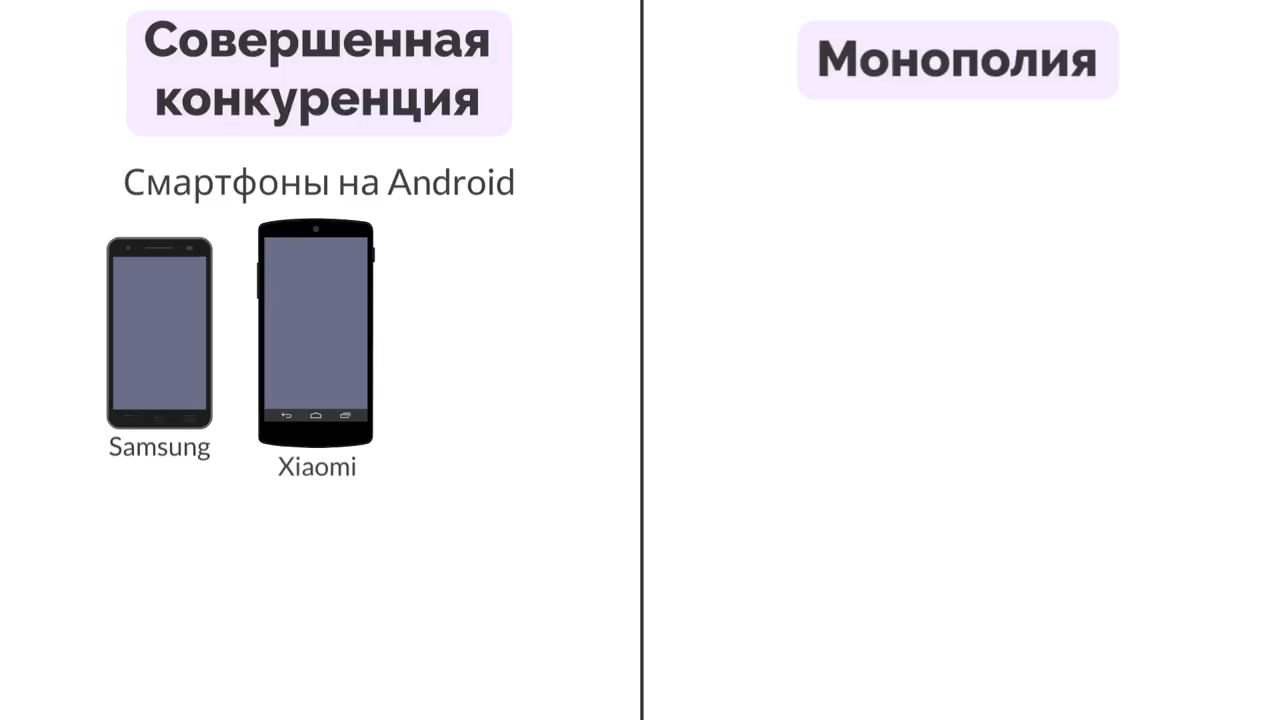 Совершенная
конкуренция
Смартфоны на Android
Samsung
Xiaomi
Монополия